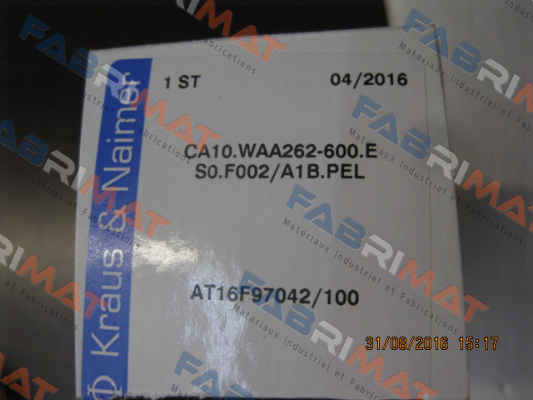 1 ST 04/2016
CA10.WAA262-600.E
S0.F002/A1B.PEL
AT16F97042/100
Kraus & Naimer
31/08/2016 15:17
FABRIMAT
Matériaux Industriel et Fabrications